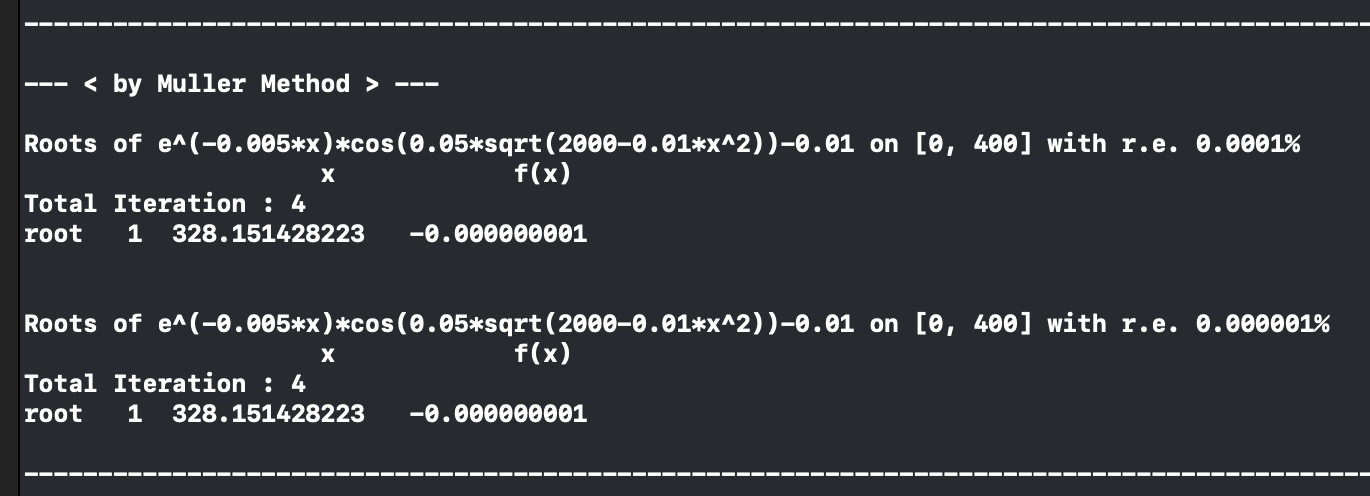 --- < by Muller Method > ---
Roots of e^(-0.005*x)*cos(0.05*sqrt(2000-0.01*x^2))-0.01 on [0, 400] with r.e. 0.0001%
x f(x)
Total Iteration : 4
root 1 328.151428223 -0.000000001
Roots of e^(-0.005*x)*cos(0.05*sqrt(2000-0.01*x^2))-0.01 on [0, 400] with r.e. 0.000001%
x f(x)
Total Iteration : 4
root 1 328.151428223 -0.000000001